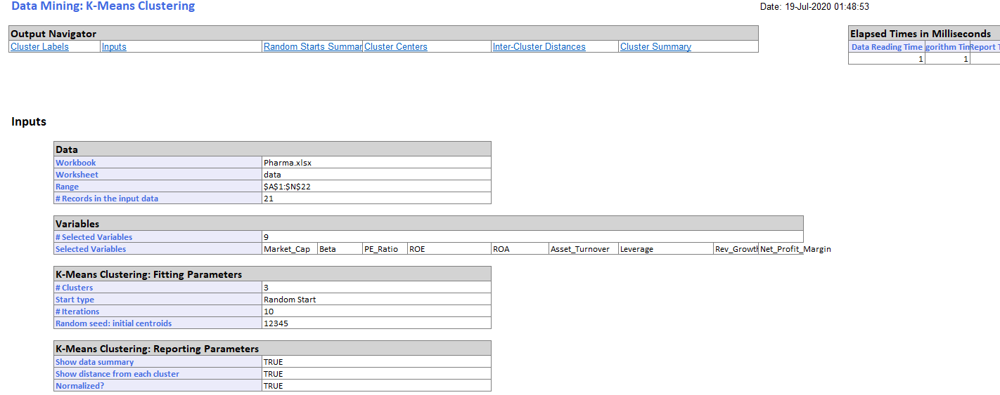 Data Mining: K-Means Clustering
Date: 19-Jul-2020 01:48:53
Output Navigator
Elapsed Times in Milliseconds
Cluster Labels Inputs Random Starts Summar Cluster Centers Inter-Cluster Distances Cluster Summary
Data Reading Time gorithm Tim Report T
1 1
Inputs
Data
Workbook Pharma.xlsx
Worksheet data
Range $A$1:$N$22
# Records in the input data 21
Variables
# Selected Variables 9
Selected Variables Market_Cap Beta PE_Ratio ROE ROA Asset_Turnover Leverage Rev_Growth Net_Profit_Margin
K-Means Clustering: Fitting Parameters
# Clusters 3
Start type Random Start
# Iterations 10
Random seed: initial centroids 12345
K-Means Clustering: Reporting Parameters
Show data summary TRUE
Show distance from each cluster TRUE
Normalized? TRUE